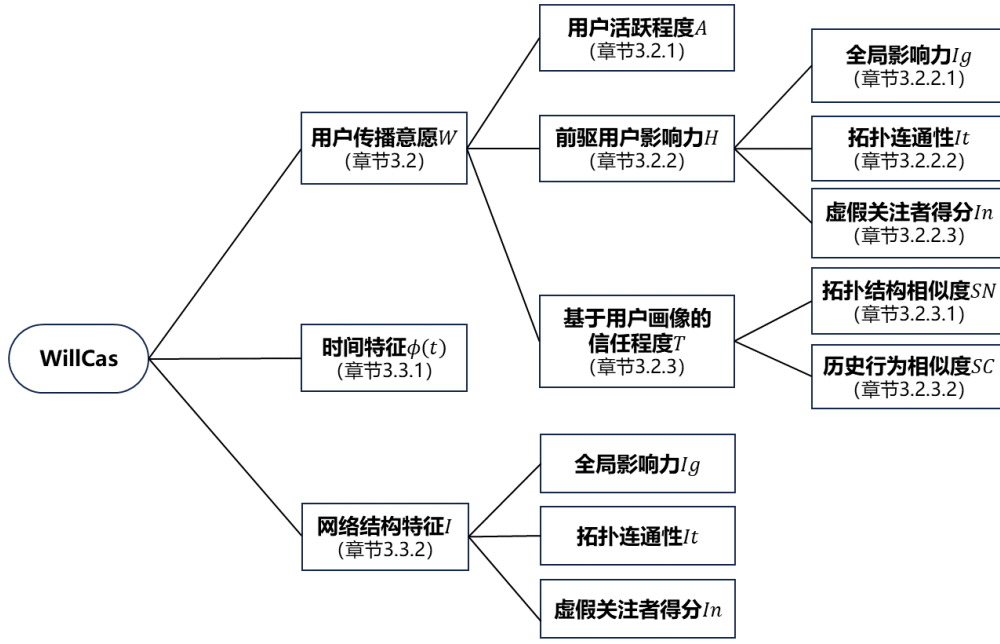 WillCas
用户传播意愿W
(章节3.2)
用户活跃程度A
(章节3.2.1)
前驱用户影响力H
(章节3.2.2)
全局影响力Ig
(章节3.2.2.1)
拓扑连通性It
(章节3.2.2.2)
虚假关注者得分In
(章节3.2.2.3)
基于用户画像的
信任程度T
(章节3.2.3)
拓扑结构相似度SN
(章节3.2.3.1)
历史行为相似度SC
(章节3.2.3.2)
时间特征ϕ(t)
(章节3.3.1)
网络结构特征I
(章节3.3.2)
全局影响力Ig
拓扑连通性It
虚假关注者得分In